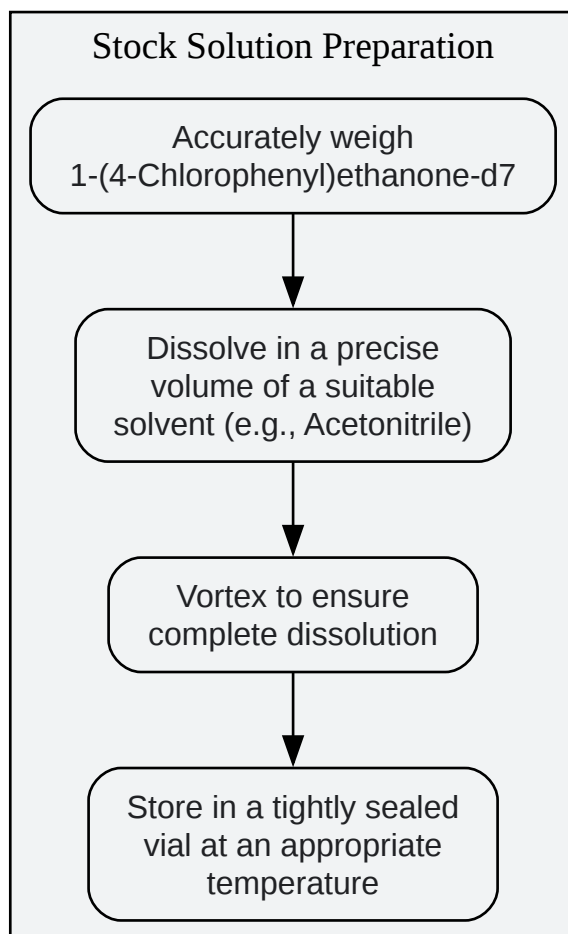 Stock Solution Preparation
Accurately weigh
1-(4-Chlorophenyl)ethanone-d7
Dissolve in a precise
volume of a suitable
solvent (e.g., Acetonitrile)
Vortex to ensure
complete dissolution
Store in a tightly sealed
vial at an appropriate
temperature